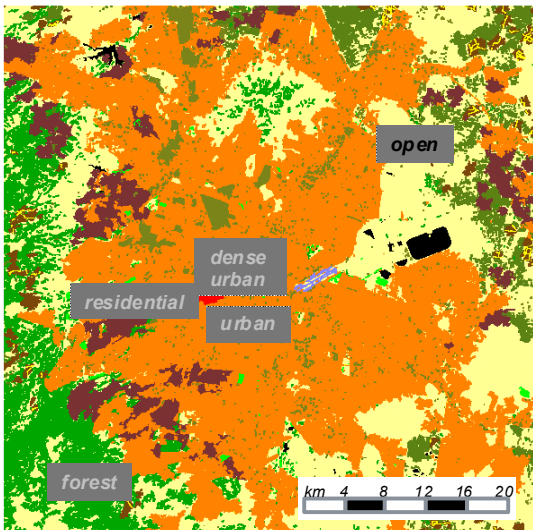 open
dense
urban
residential
urban
forest
km 4 8 12 16 20